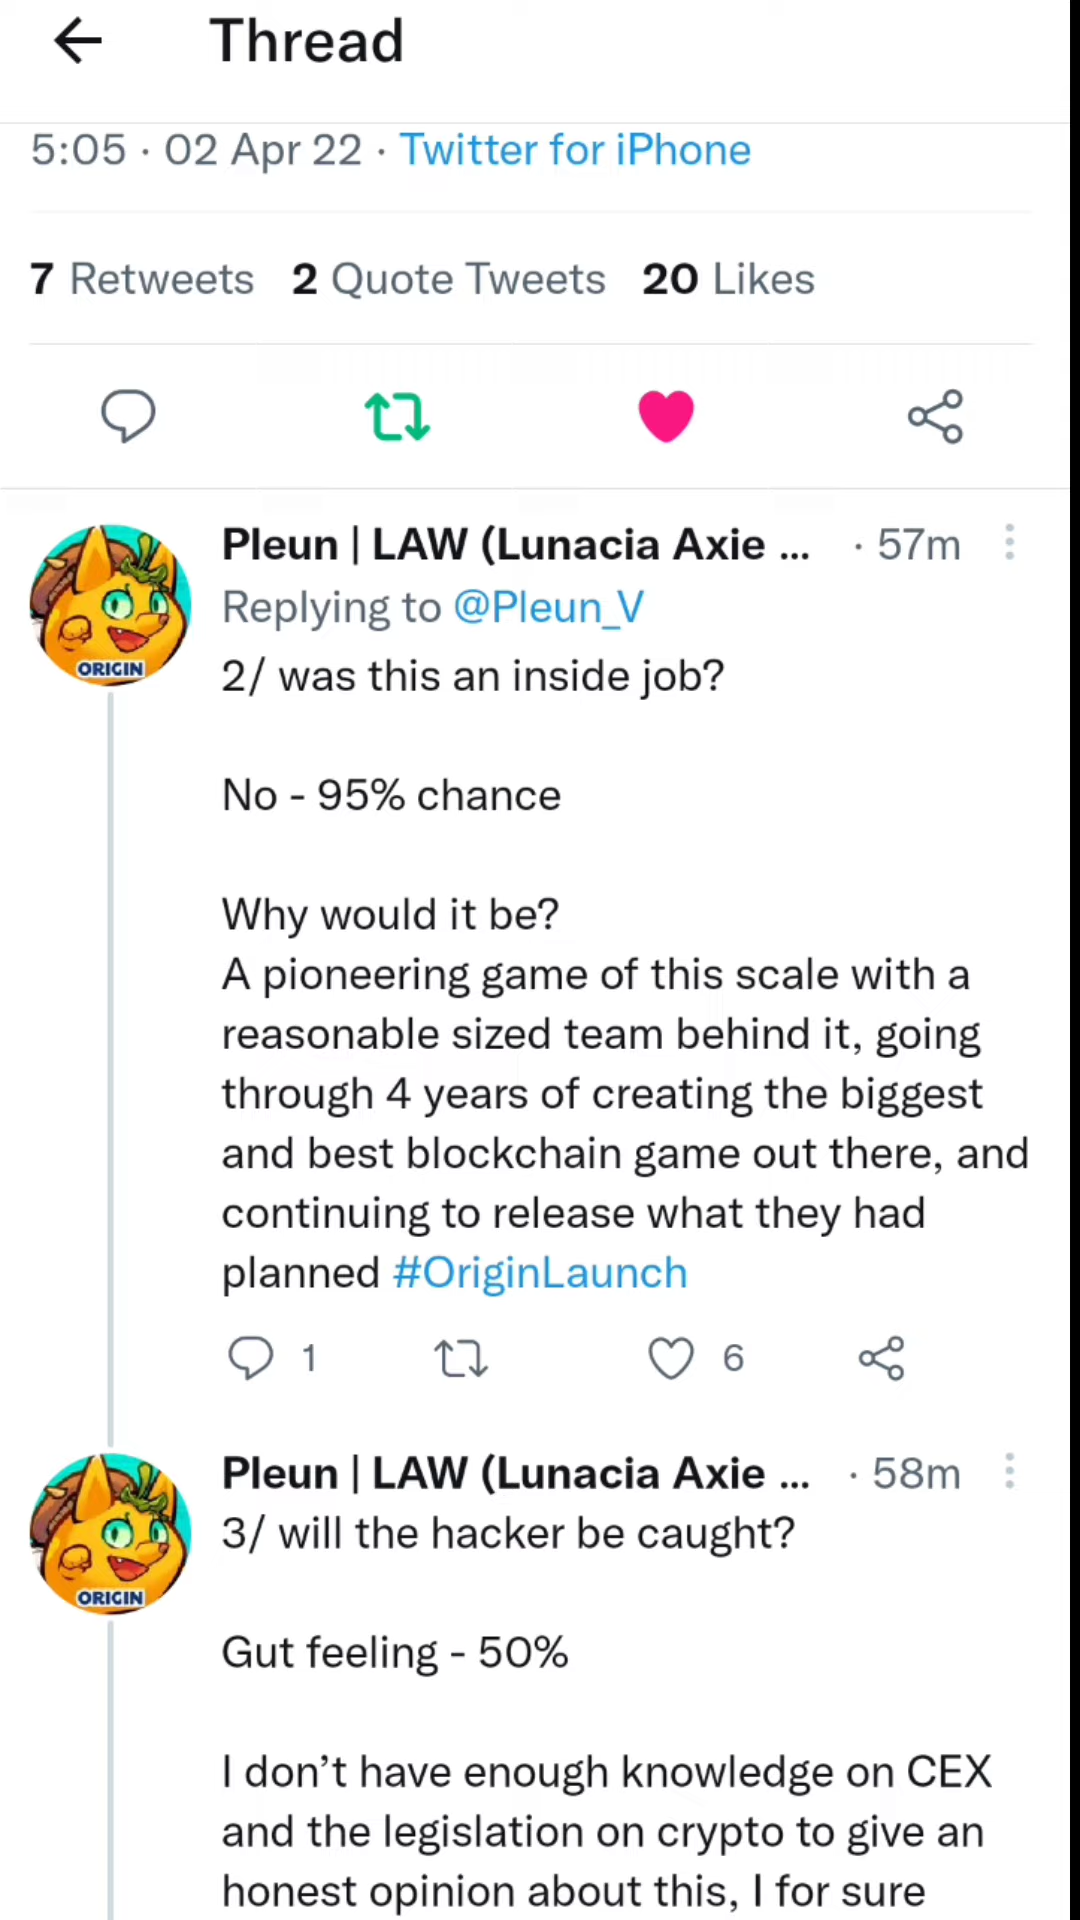 Thread
5:05 · 02 Apr 22 · Twitter for iPhone
7 Retweets 2 Quote Tweets 20 Likes
Pleun | LAW (Lunacia Axie ... · 57m
Replying to @Pleun_V
2/ was this an inside job?
No - 95% chance
Why would it be?
A pioneering game of this scale with a
reasonable sized team behind it, going
through 4 years of creating the biggest
and best blockchain game out there, and
continuing to release what they had
planned #OriginLaunch
ORIGIN
1 6
Pleun | LAW (Lunacia Axie ... · 58m
3/ will the hacker be caught?
ORIGIN
Gut feeling - 50%
I don’t have enough knowledge on CEX
and the legislation on crypto to give an
honest opinion about this, I for sure